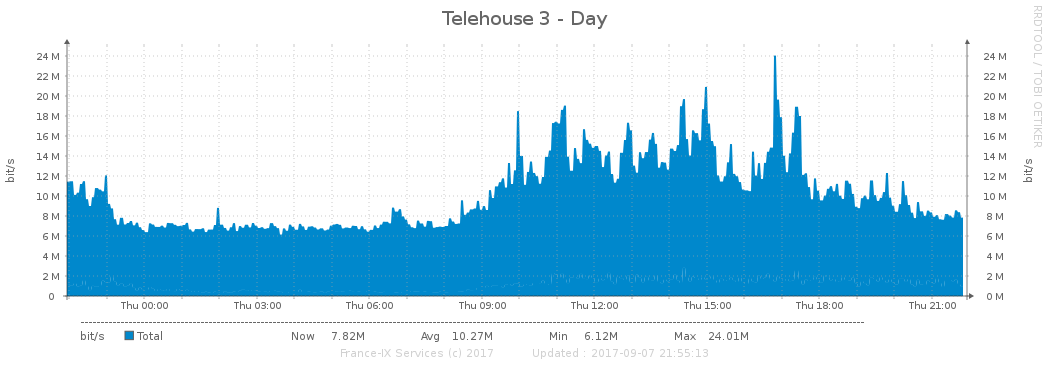 Telehouse 3 - Day
RRDTOOL / TOBI OETIKER
bit/s
24 M 24 M
22 M 22 M
20 M 20 M
18 M 18 M
16 M 16 M
14 M 14 M
12 M 12 M
10 M 10 M
8 M 8 M
6 M 6 M
4 M 4 M
2 M 2 M
0 0 M
bit/s
Thu 00:00 Thu 03:00 Thu 06:00 Thu 09:00 Thu 12:00 Thu 15:00 Thu 18:00 Thu 21:00
bit/s Total Now 7.82M Avg 10.27M Min 6.12M Max 24.01M
France-IX Services (c) 2017 Updated : 2017-09-07 21:55:13